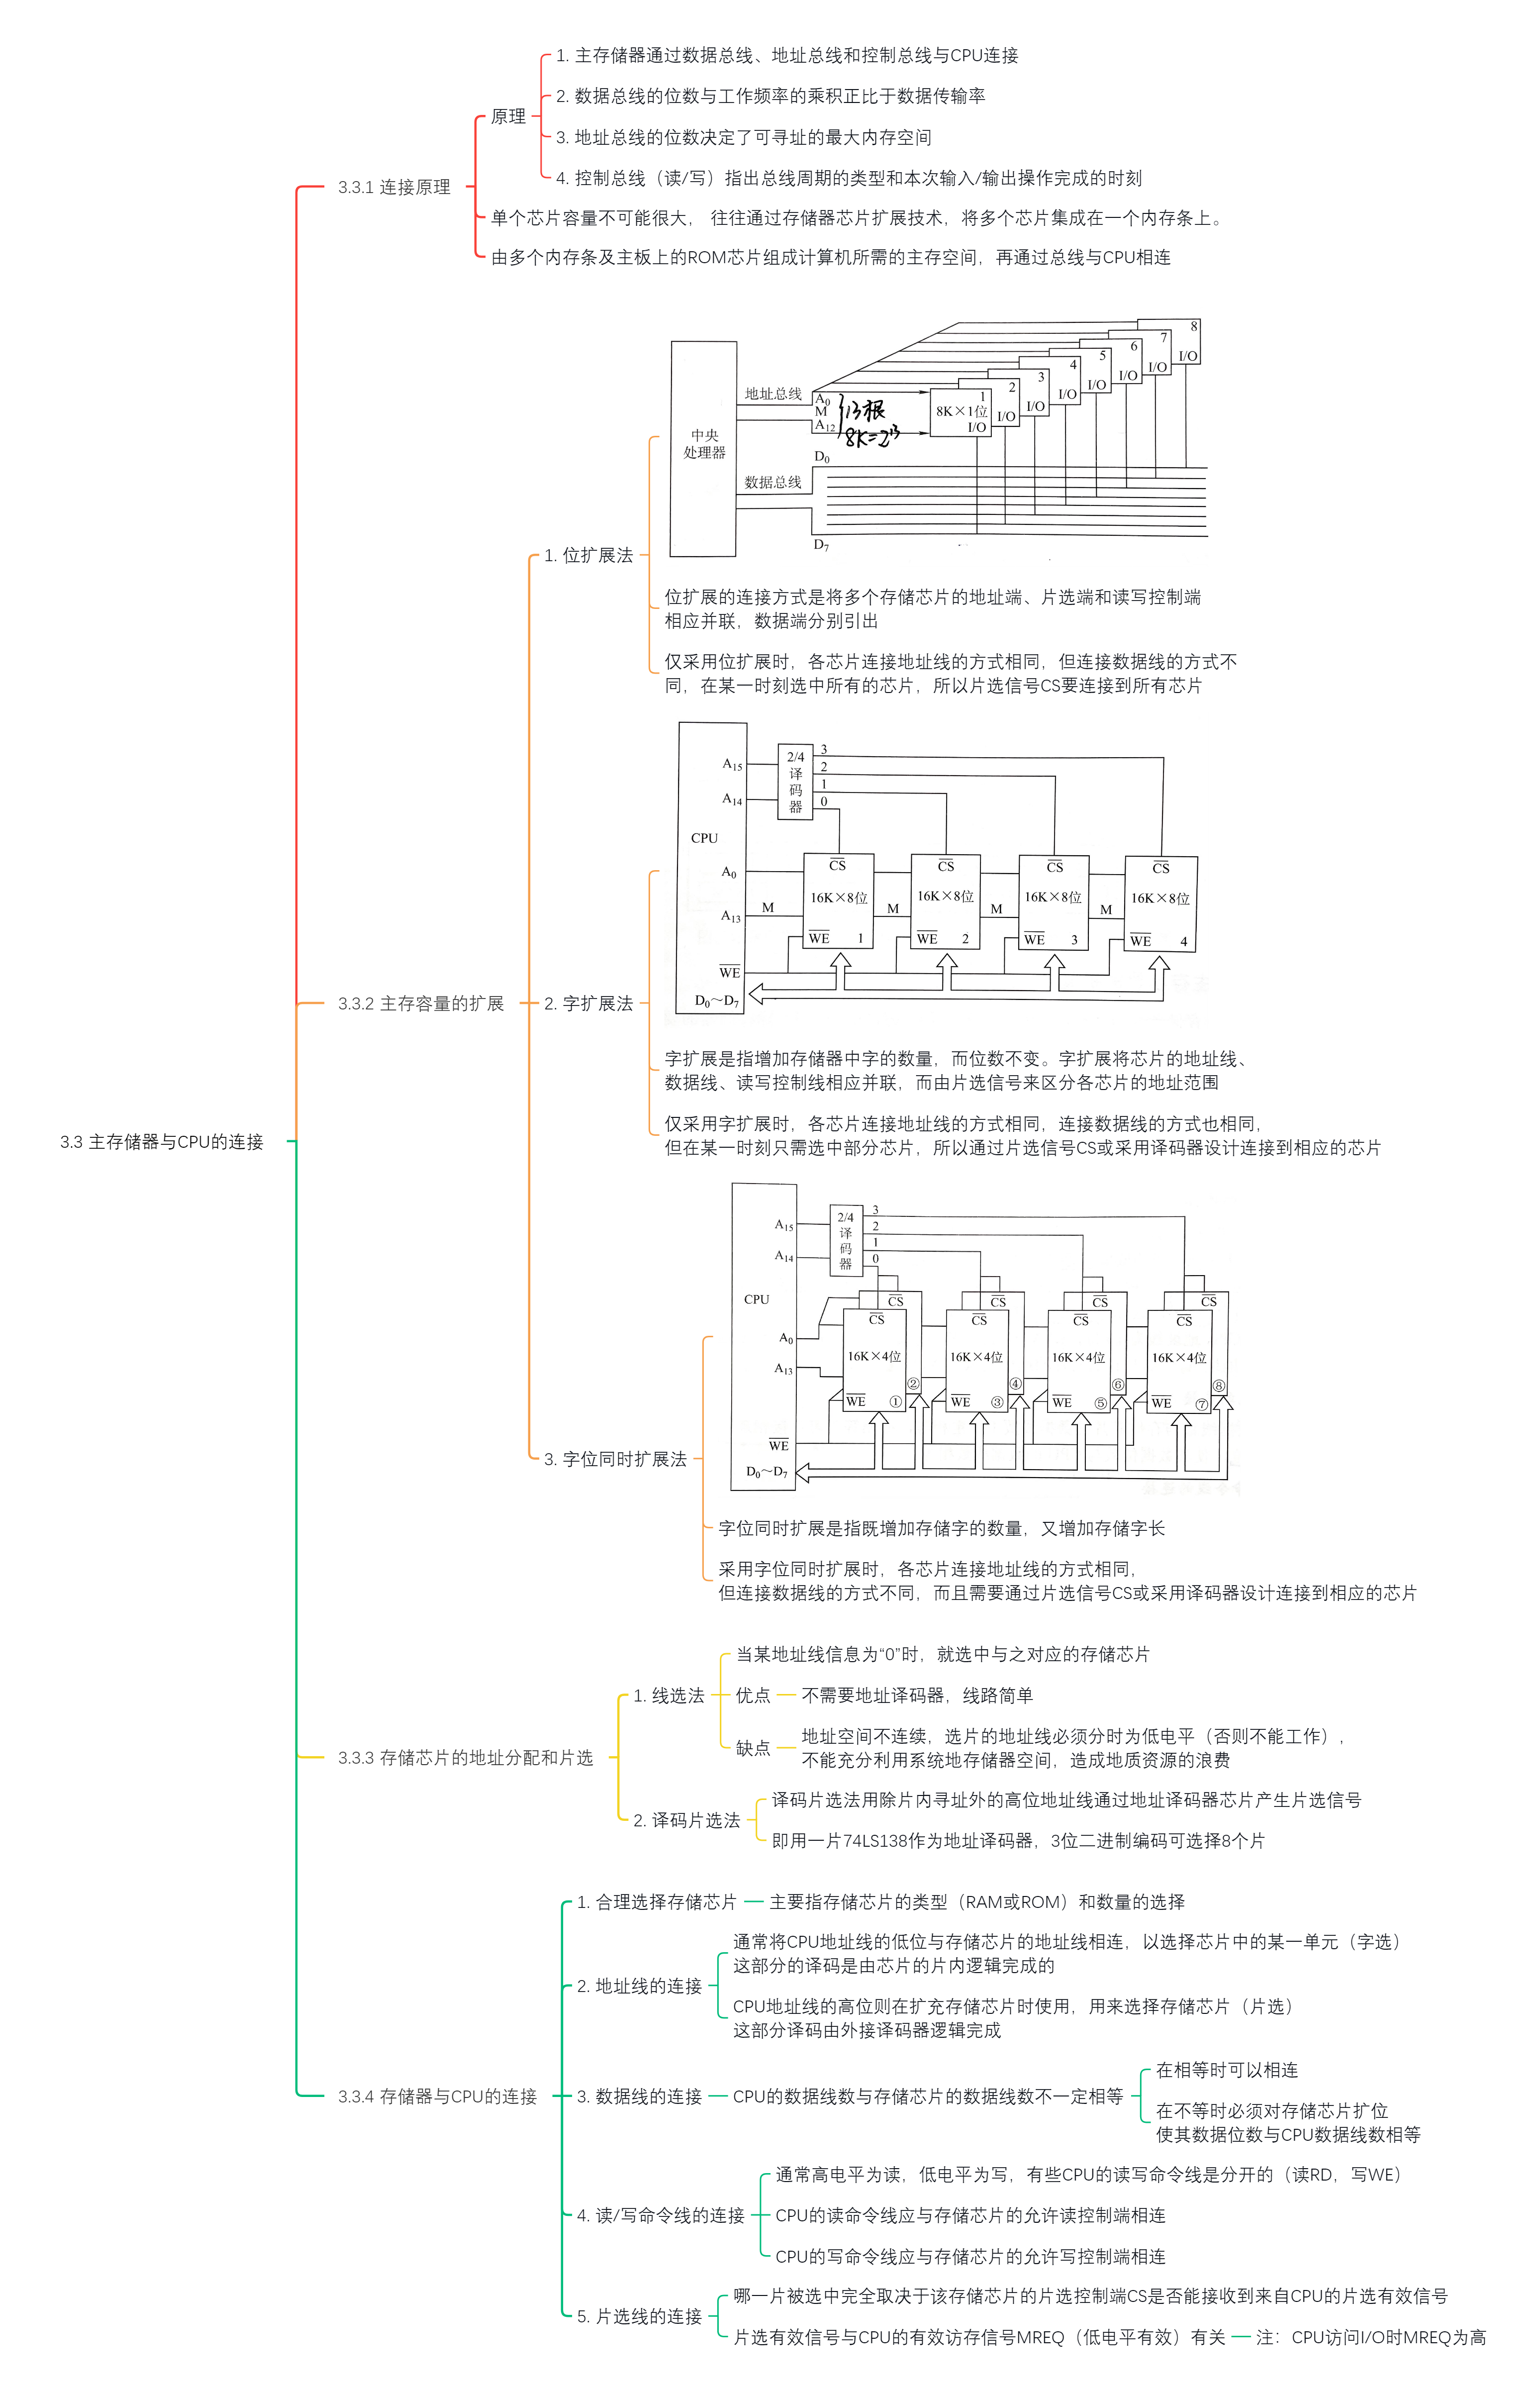 3.3 主存储器与CPU的连接
3.3.1 连接原理
原理
1. 主存储器通过数据总线、地址总线和控制总线与CPU连接
2. 数据总线的位数与工作频率的乘积正比于数据传输率
3. 地址总线的位数决定了可寻址的最大内存空间
4. 控制总线（读/写）指出总线周期的类型和本次输入/输出操作完成的时刻
单个芯片容量不可能很大， 往往通过存储器芯片扩展技术，将多个芯片集成在一个内存条上。
由多个内存条及主板上的ROM芯片组成计算机所需的主存空间，再通过总线与CPU相连
3.3.2 主存容量的扩展
1. 位扩展法
中央
处理器
地址总线
数据总线
A0
M
A12
13根
8K=2^13
D0
D7
1
8K×1位
I/O
2
I/O
3
I/O
4
I/O
5
I/O
6
I/O
7
I/O
8
I/O
位扩展的连接方式是将多个存储芯片的地址端、片选端和读写控制端
相应并联，数据端分别引出
仅采用位扩展时，各芯片连接地址线的方式相同，但连接数据线的方式不
同，在某一时刻选中所有的芯片，所以片选信号CS要连接到所有芯片
2. 字扩展法
CPU
A15
A14
A0
A13
WE
D0～D7
2/4
译
码
器
3
2
1
0
CS
16K×8位
WE 1
M
CS
16K×8位
WE 2
M
CS
16K×8位
WE 3
M
CS
16K×8位
WE 4
M
字扩展是指增加存储器中字的数量，而位数不变。字扩展将芯片的地址线、
数据线、读写控制线相应并联，而由片选信号来区分各芯片的地址范围
仅采用字扩展时，各芯片连接地址线的方式相同，连接数据线的方式也相同，
但在某一时刻只需选中部分芯片，所以通过片选信号CS或采用译码器设计连接到相应的芯片
3. 字位同时扩展法
CPU
A15
A14
A0
A13
WE
D0～D7
2/4
译
码
器
3
2
1
0
CS
CS
16K×4位
WE ①
②
CS
CS
16K×4位
WE ③
④
CS
CS
16K×4位
WE ⑤
⑥
CS
CS
16K×4位
WE ⑦
⑧
字位同时扩展是指既增加存储字的数量，又增加存储字长
采用字位同时扩展时，各芯片连接地址线的方式相同，
但连接数据线的方式不同，而且需要通过片选信号CS或采用译码器设计连接到相应的芯片
3.3.3 存储芯片的地址分配和片选
1. 线选法
当某地址线信息为“0”时，就选中与之对应的存储芯片
优点
不需要地址译码器，线路简单
缺点
地址空间不连续，选片的地址线必须分时为低电平（否则不能工作），
不能充分利用系统地存储器空间，造成地质资源的浪费
2. 译码片选法
译码片选法用除片内寻址外的高位地址线通过地址译码器芯片产生片选信号
即用一片74LS138作为地址译码器，3位二进制编码可选择8个片
3.3.4 存储器与CPU的连接
1. 合理选择存储芯片
主要指存储芯片的类型（RAM或ROM）和数量的选择
2. 地址线的连接
通常将CPU地址线的低位与存储芯片的地址线相连，以选择芯片中的某一单元（字选）
这部分的译码是由芯片的片内逻辑完成的
CPU地址线的高位则在扩充存储芯片时使用，用来选择存储芯片（片选）
这部分译码由外接译码器逻辑完成
3. 数据线的连接
CPU的数据线数与存储芯片的数据线数不一定相等
在相等时可以相连
在不等时必须对存储芯片扩位
使其数据位数与CPU数据线数相等
4. 读/写命令线的连接
通常高电平为读，低电平为写，有些CPU的读写命令线是分开的（读RD，写WE）
CPU的读命令线应与存储芯片的允许读控制端相连
CPU的写命令线应与存储芯片的允许写控制端相连
5. 片选线的连接
哪一片被选中完全取决于该存储芯片的片选控制端CS是否能接收到来自CPU的片选有效信号
片选有效信号与CPU的有效访存信号MREQ（低电平有效）有关
注：CPU访问I/O时MREQ为高